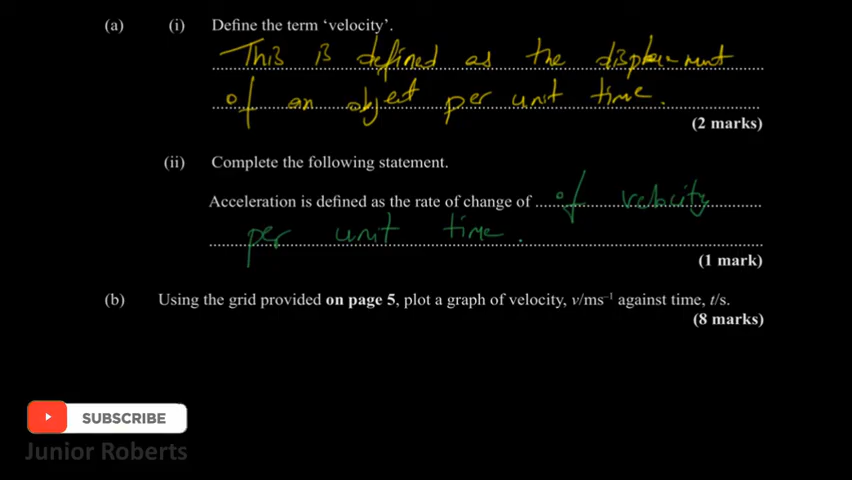 (a) (i) Define the term ‘velocity’.
This is defined as the displacement
of an object per unit time.
(2 marks)
(ii) Complete the following statement.
Acceleration is defined as the rate of change of of velocity
per unit time.
(1 mark)
(b) Using the grid provided on page 5, plot a graph of velocity, v/ms⁻¹ against time, t/s.
(8 marks)
SUBSCRIBE
Junior Roberts